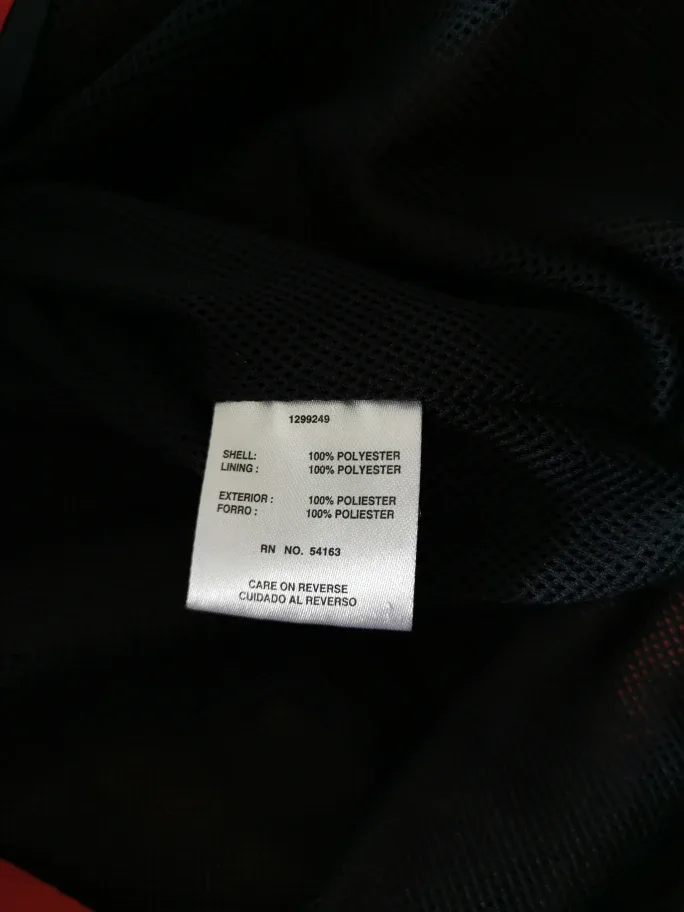 1299249
SHELL: 100% POLYESTER
LINING : 100% POLYESTER
EXTERIOR : 100% POLIESTER
FORRO : 100% POLIESTER
RN NO. 54163
CARE ON REVERSE
CUIDADO AL REVERSO